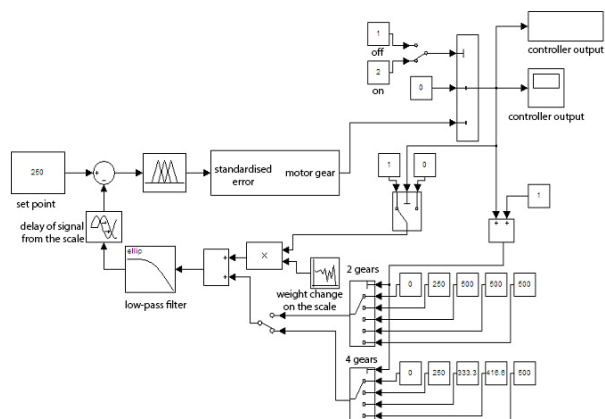 1
off
2
on
0
controller output
controller output
250
set point
standardised
error
motor gear
1
0
1
delay of signal
from the scale
ellip
low-pass filter
+
-
+
+
+ +
×
weight change
on the scale
2 gears
0
250
500
500
500
4 gears
0
250
333.3
416.6
500